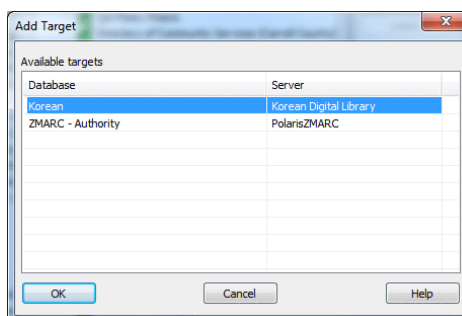 Add Target
Available targets
Database Server
Korean Korean Digital Library
ZMARC - Authority PolarisZMARC
OK Cancel Help